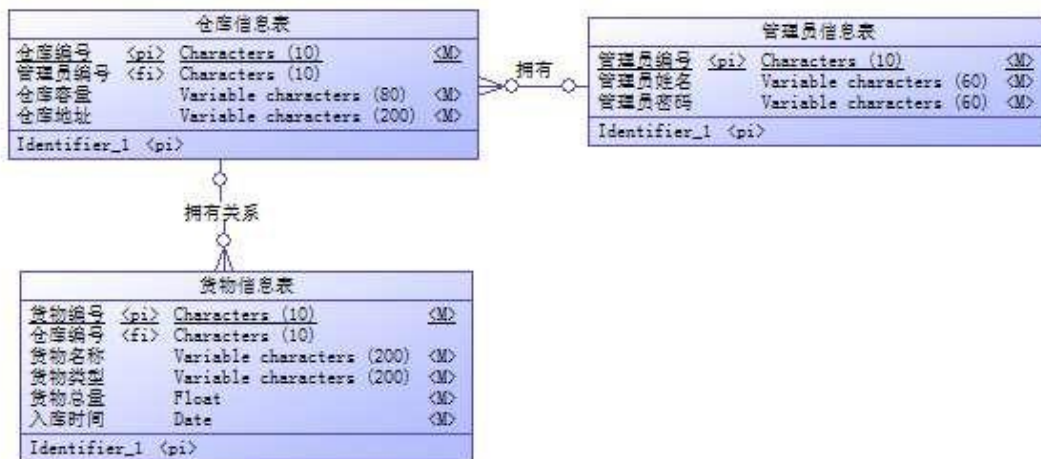 仓库信息表
仓库编号 <pi> Characters (10) <M>
管理员编号 <fi> Characters (10)
仓库容量 Variable characters (80) <M>
仓库地址 Variable characters (200) <M>
Identifier_1 <pi>
拥有
管理员信息表
管理员编号 <pi> Characters (10) <M>
管理员姓名 Variable characters (60) <M>
管理员密码 Variable characters (60) <M>
Identifier_1 <pi>
拥有关系
货物信息表
货物编号 <pi> Characters (10) <M>
仓库编号 <fi> Characters (10)
货物名称 Variable characters (200) <M>
货物类型 Variable characters (200) <M>
货物总量 Float <M>
入库时间 Date <M>
Identifier_1 <pi>